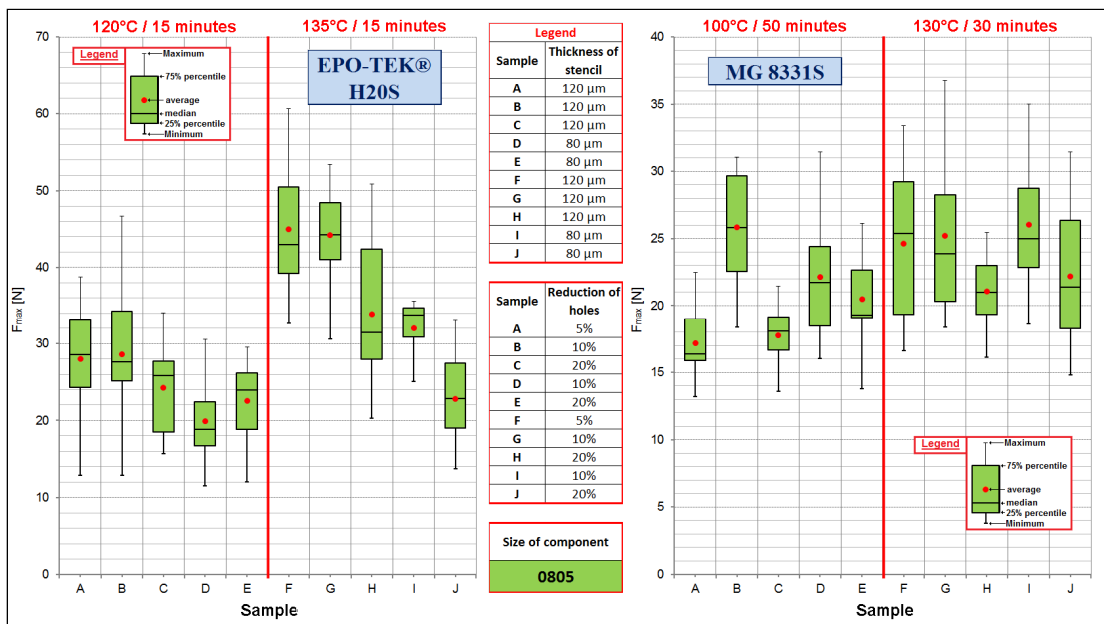 120°C / 15 minutes
135°C / 15 minutes
Legend
Maximum
75% percentile
average
median
25% percentile
Minimum
EPO-TEK®
H20S
70
60
50
40
30
20
10
0
Fmax [N]
A B C D E F G H I J
Sample
Legend
Sample Thickness of
stencil
A 120 µm
B 120 µm
C 120 µm
D 80 µm
E 80 µm
F 120 µm
G 120 µm
H 120 µm
I 80 µm
J 80 µm
Sample Reduction of
holes
A 5%
B 10%
C 20%
D 10%
E 20%
F 5%
G 10%
H 20%
I 10%
J 20%
Size of component
0805
100°C / 50 minutes
130°C / 30 minutes
MG 8331S
40
35
30
25
20
15
10
5
0
Fmax [N]
Legend
Maximum
75% percentile
average
median
25% percentile
Minimum
A B C D E F G H I J
Sample